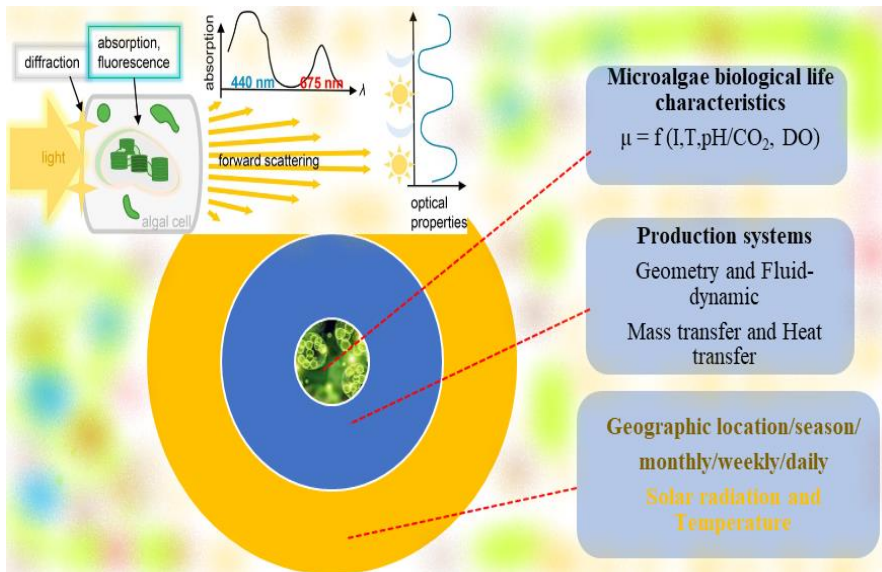 absorption,
fluorescence
diffraction
absorption
440 nm
675 nm
λ
light
forward scattering
algal cell
optical
properties
Microalgae biological life
characteristics
μ = f (I,T,pH/CO₂, DO)
Production systems
Geometry and Fluid-
dynamic
Mass transfer and Heat
transfer
Geographic location/season/
monthly/weekly/daily
Solar radiation and
Temperature